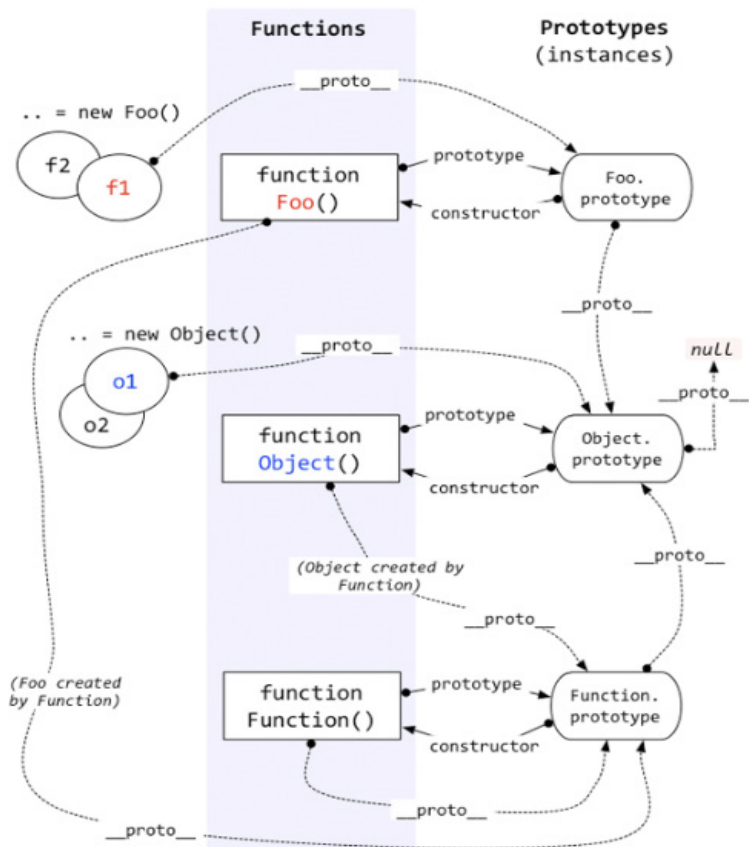 Functions
Prototypes
(instances)
__proto__
.. = new Foo()
f2
f1
function
Foo()
prototype
constructor
Foo.
prototype
__proto__
.. = new Object()
__proto__
null
__proto__
o1
o2
function
Object()
prototype
constructor
Object.
prototype
(Object created by
Function)
__proto__
__proto__
(Foo created
by Function)
function
Function()
prototype
constructor
Function.
prototype
__proto__
__proto__